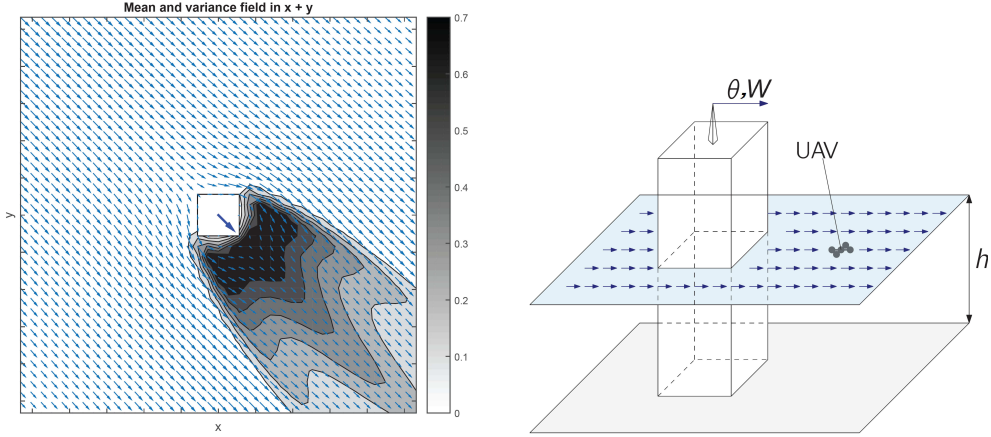 Mean and variance field in x + y
y
x
0.7
0.6
0.5
0.4
0.3
0.2
0.1
0
θ,W
UAV
h